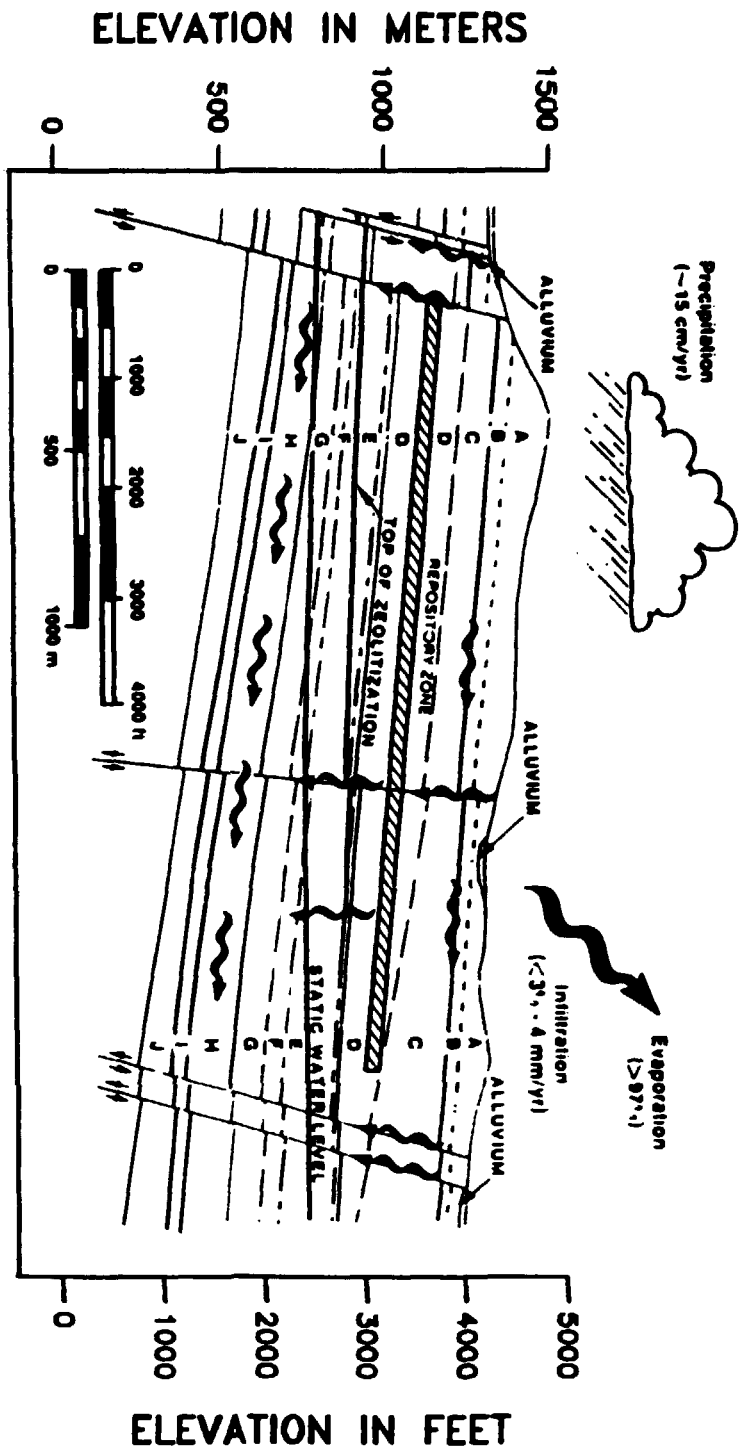 ELEVATION IN METERS
0
500
1000
1500
Precipitation
(~15 cm/yr)
Evaporation
(>97%)
Infiltration
(<3%, ~4 mm/yr)
ALLUVIUM
ALLUVIUM
ALLUVIUM
A
B
C
D
E
F
G
H
I
J
REPOSITORY ZONE
TOP OF ZEOLITIZATION
STATIC WATER LEVEL
A
B
C
D
E
F
G
H
I
J
0
1000
2000
3000
4000 ft
0
500
1000 m
5000
4000
3000
2000
1000
0
ELEVATION IN FEET